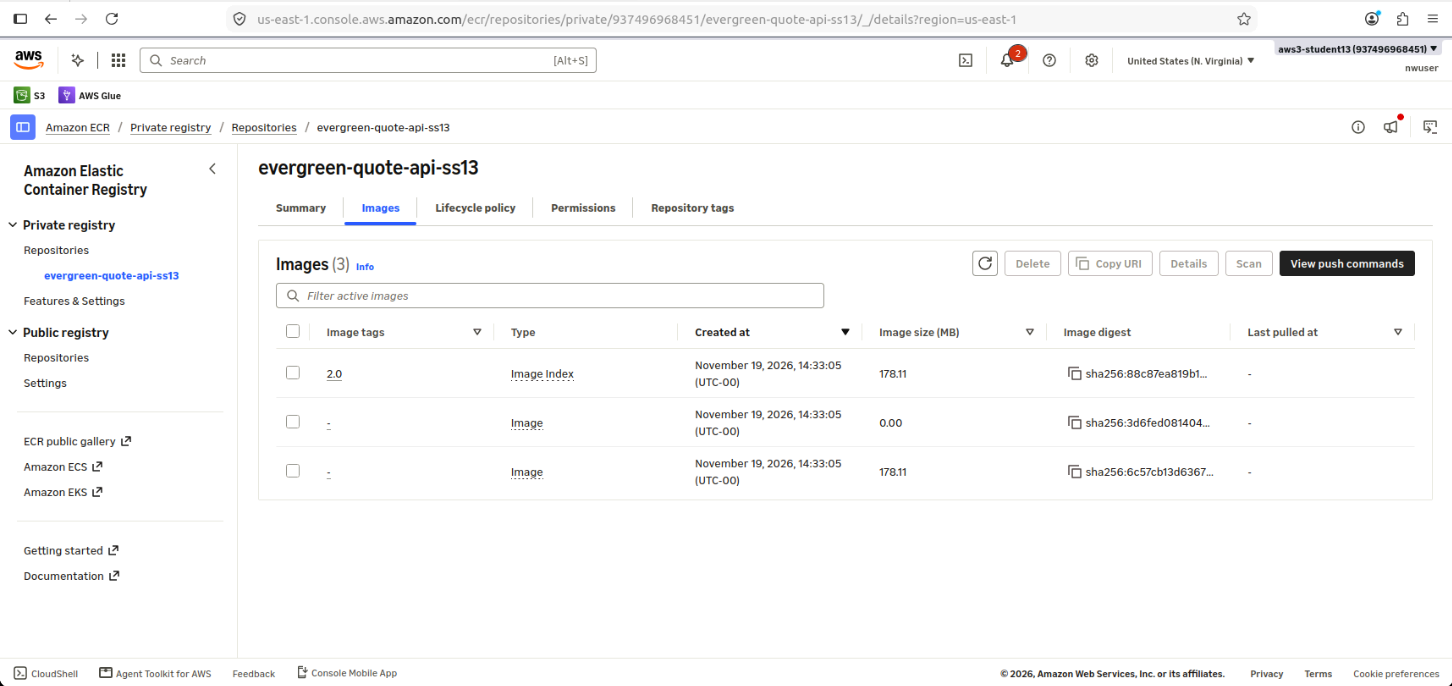 us-east-1.console.aws.amazon.com/ecr/repositories/private/937496968451/evergreen-quote-api-ss13/_/details?region=us-east-1
aws
Search [Alt+S]
2
United States (N. Virginia)
aws3-student13 (937496968451)
nwuser
S3
AWS Glue
Amazon ECR / Private registry / Repositories / evergreen-quote-api-ss13
Amazon Elastic
Container Registry
Private registry
Repositories
evergreen-quote-api-ss13
Features & Settings
Public registry
Repositories
Settings
ECR public gallery
Amazon ECS
Amazon EKS
Getting started
Documentation
evergreen-quote-api-ss13
Summary Images Lifecycle policy Permissions Repository tags
Images (3) Info
Delete Copy URI Details Scan View push commands
Filter active images
Image tags Type Created at Image size (MB) Image digest Last pulled at
2.0 Image Index November 19, 2026, 14:33:05 (UTC-00) 178.11 sha256:88c87ea819b1... -
- Image November 19, 2026, 14:33:05 (UTC-00) 0.00 sha256:3d6fed081404... -
- Image November 19, 2026, 14:33:05 (UTC-00) 178.11 sha256:6c57cb13d6367... -
CloudShell Agent Toolkit for AWS Feedback Console Mobile App
© 2026, Amazon Web Services, Inc. or its affiliates. Privacy Terms Cookie preferences